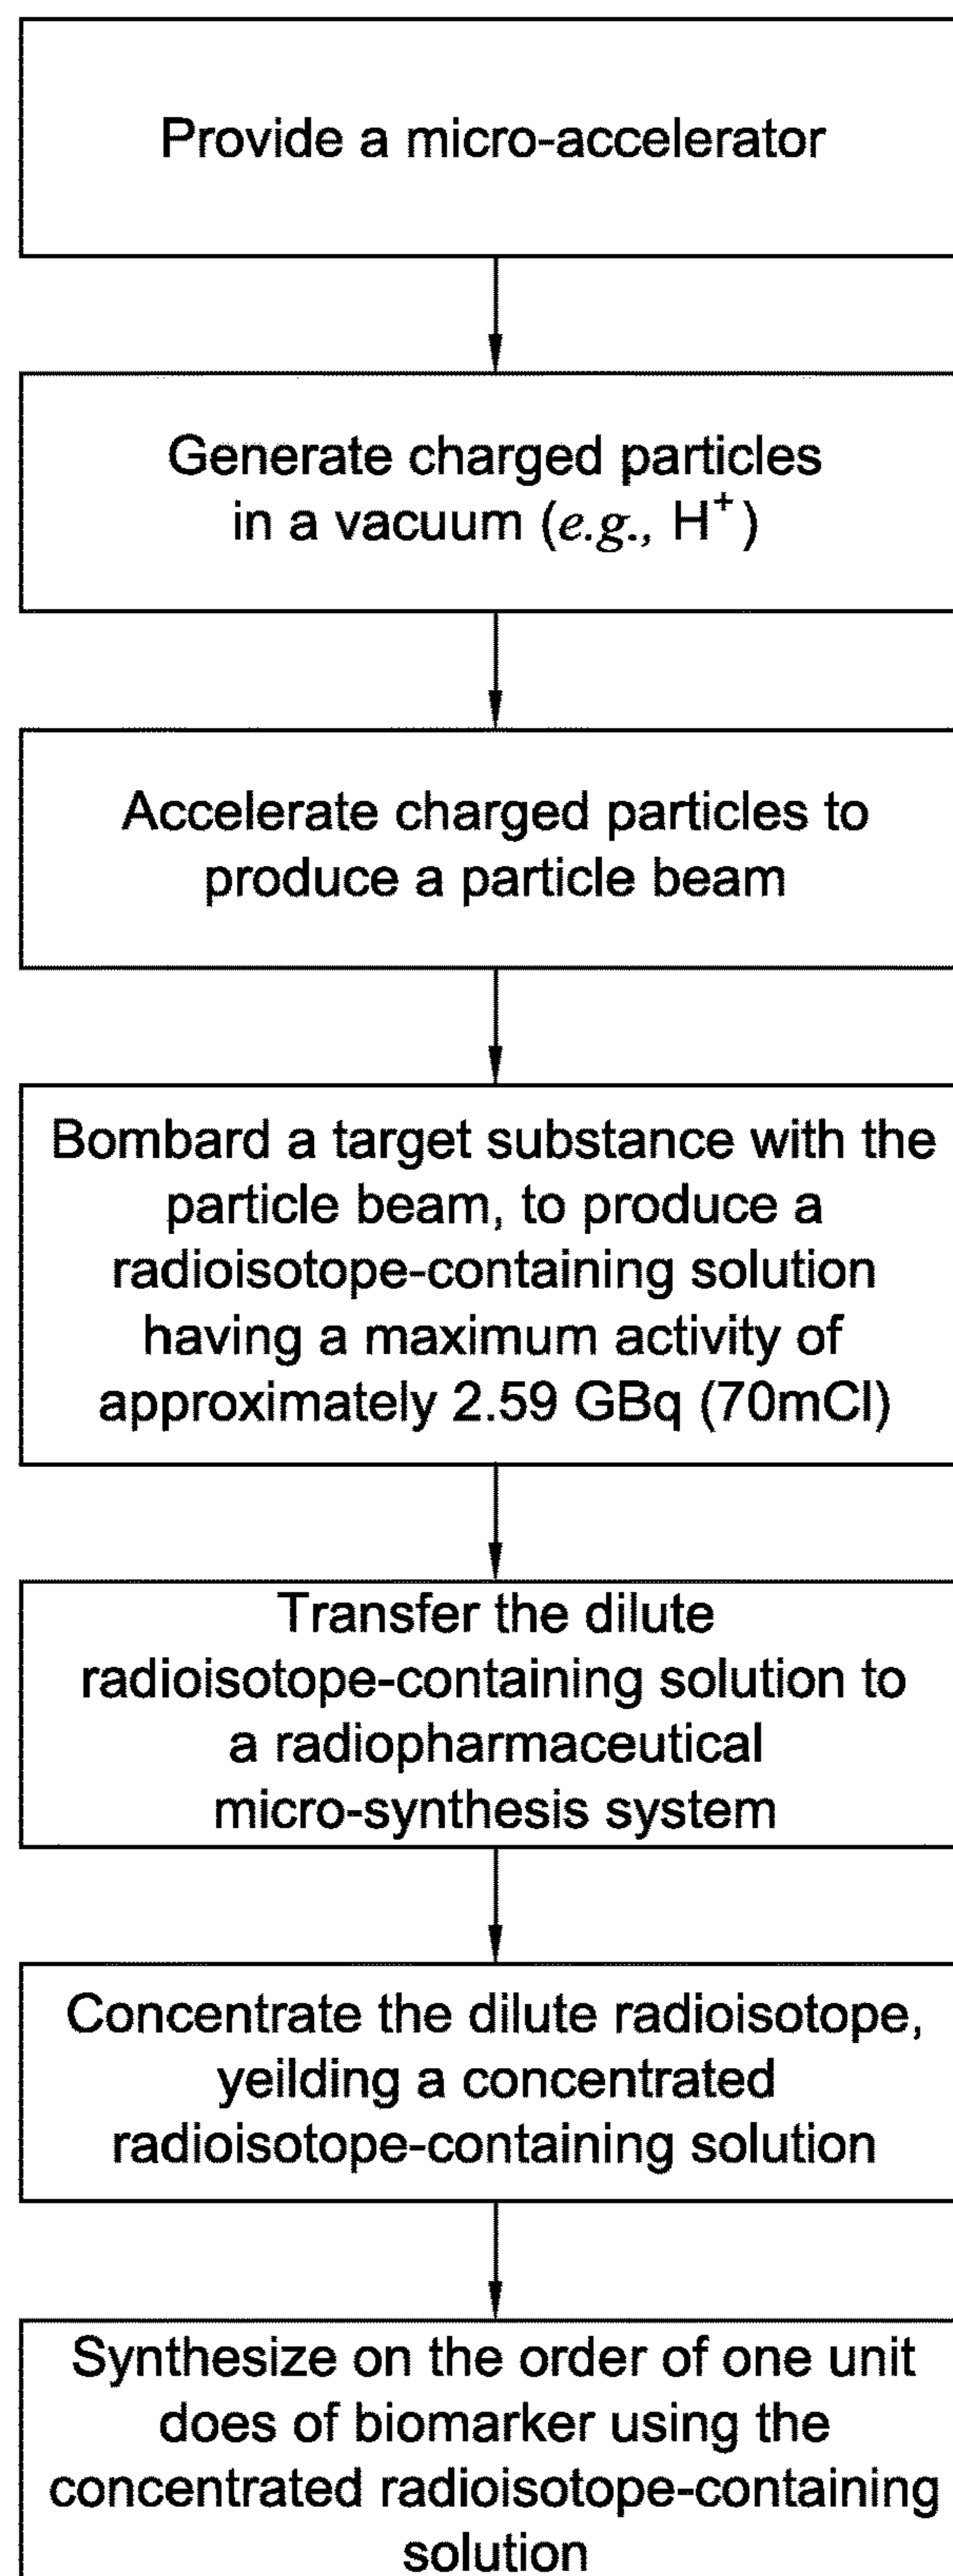 Provide a micro-accelerator
Generate charged particles
in a vacuum (e.g., H⁺)
Accelerate charged particles to
produce a particle beam
Bombard a target substance with the
particle beam, to produce a
radioisotope-containing solution
having a maximum activity of
approximately 2.59 GBq (70mCl)
Transfer the dilute
radioisotope-containing solution to
a radiopharmaceutical
micro-synthesis system
Concentrate the dilute radioisotope,
yeilding a concentrated
radioisotope-containing solution
Synthesize on the order of one unit
does of biomarker using the
concentrated radioisotope-containing
solution